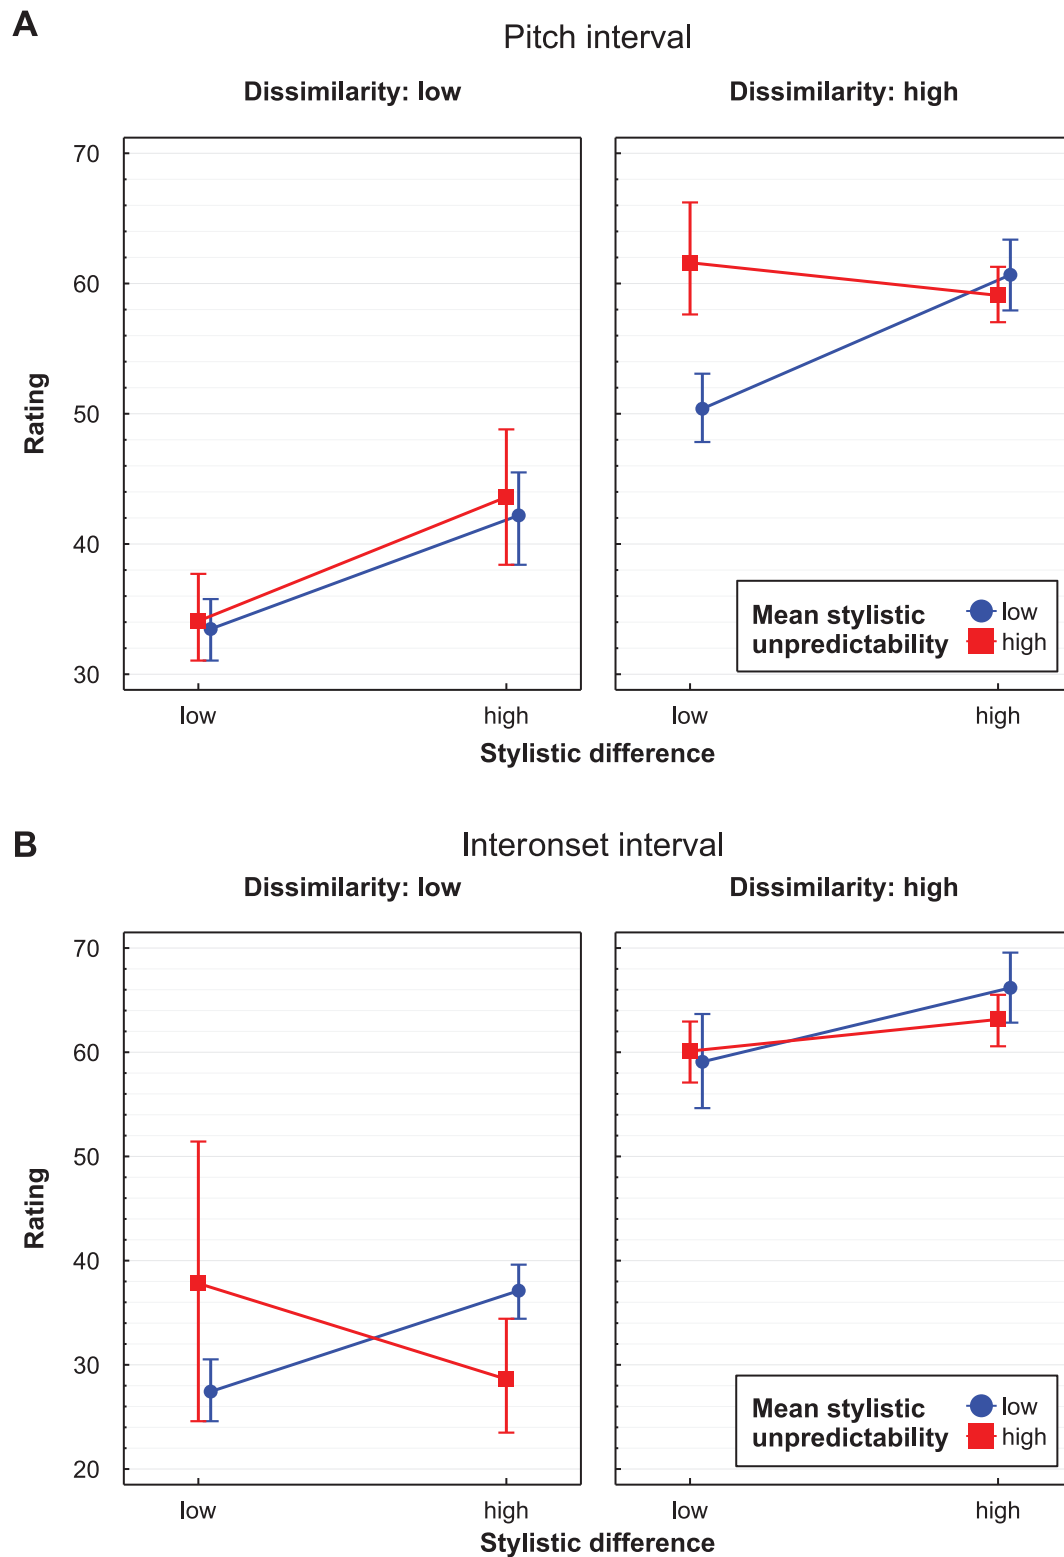 A
Pitch interval
Dissimilarity: low
Dissimilarity: high
Rating
70
60
50
40
30
Mean stylistic
unpredictability
low
high
low
high
low
high
Stylistic difference
B
Interonset interval
Dissimilarity: low
Dissimilarity: high
Rating
70
60
50
40
30
20
Mean stylistic
unpredictability
low
high
low
high
low
high
Stylistic difference